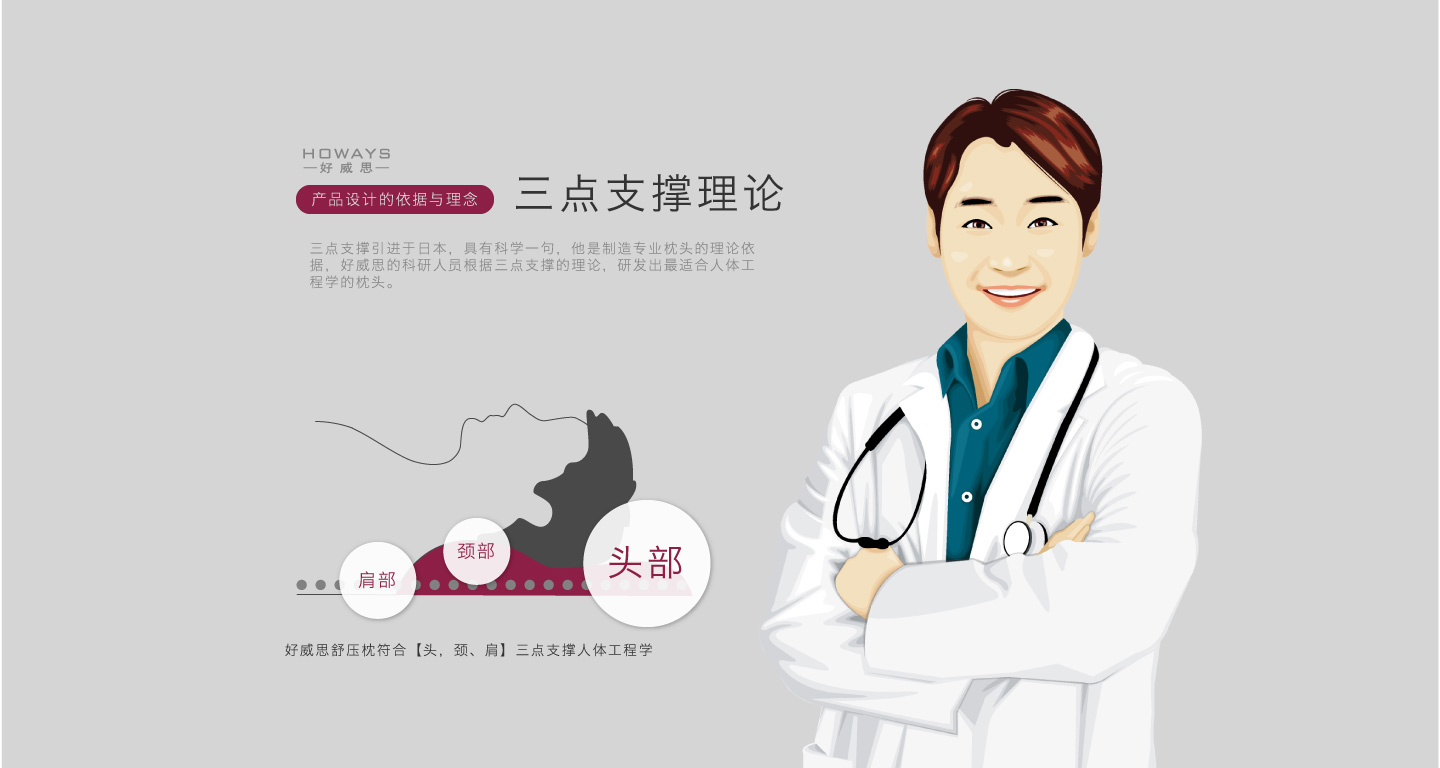 HOWAYS
—好威思—
产品设计的依据与理念
三点支撑理论
三点支撑引进于日本，具有科学一句，他是制造专业枕头的理论依
据，好威思的科研人员根据三点支撑的理论，研发出最适合人体工
程学的枕头。
颈部
头部
肩部
好威思舒压枕符合【头，颈、肩】三点支撑人体工程学